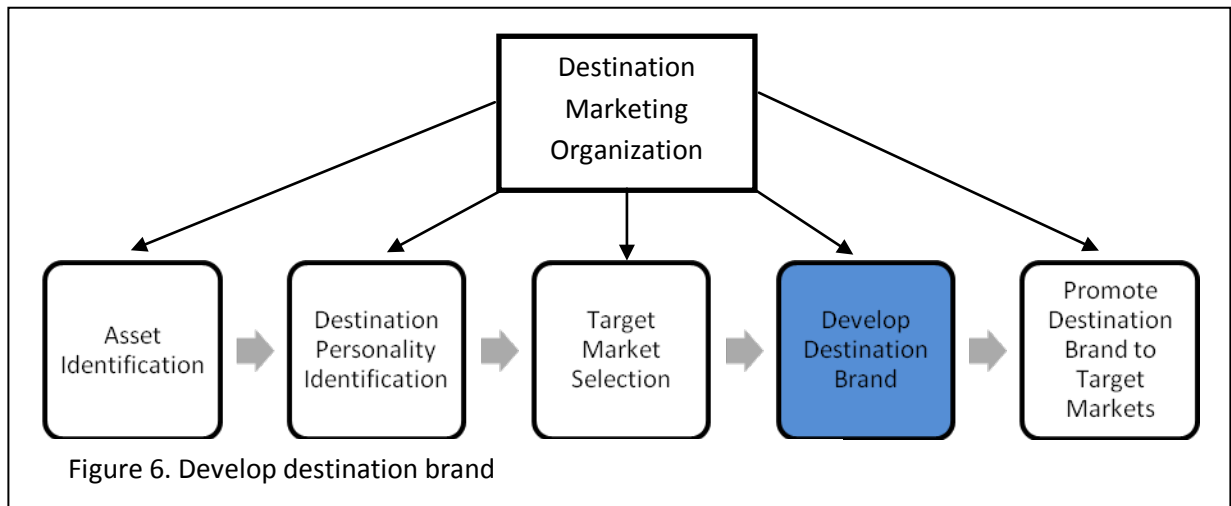 Destination
Marketing
Organization
Asset
Identification
Destination
Personality
Identification
Target
Market
Selection
Develop
Destination
Brand
Promote
Destination
Brand to
Target
Markets
Figure 6. Develop destination brand